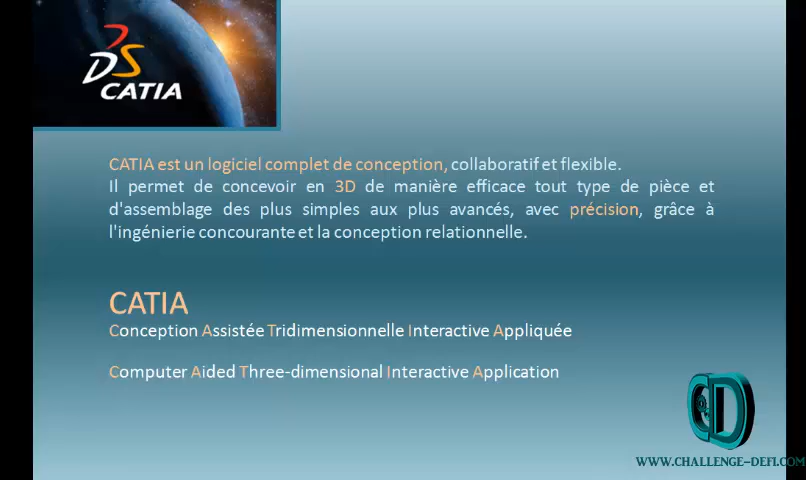 CATIA
CATIA est un logiciel complet de conception, collaboratif et flexible.
Il permet de concevoir en 3D de manière efficace tout type de pièce et
d'assemblage des plus simples aux plus avancés, avec précision, grâce à
l'ingénierie concourante et la conception relationnelle.
CATIA
Conception Assistée Tridimensionnelle Interactive Appliquée
Computer Aided Three-dimensional Interactive Application
CD
WWW.CHALLENGE-DEFI.COM